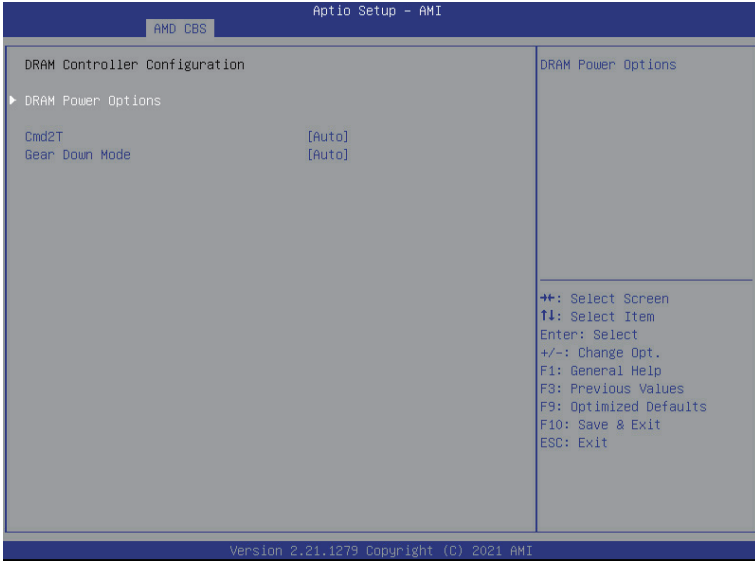 Aptio Setup – AMI
AMD CBS
DRAM Controller Configuration
DRAM Power Options
Cmd2T [Auto]
Gear Down Mode [Auto]
DRAM Power Options
→←: Select Screen
↑↓: Select Item
Enter: Select
+/-: Change Opt.
F1: General Help
F3: Previous Values
F9: Optimized Defaults
F10: Save & Exit
ESC: Exit
Version 2.21.1279 Copyright (C) 2021 AMI